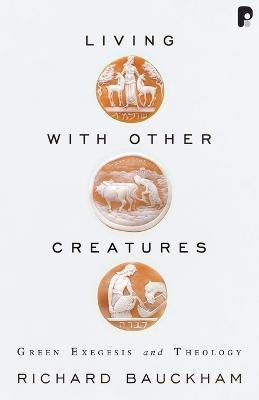 LIVING
WITH OTHER
CREATURES
GREEN EXEGESIS and THEOLOGY
RICHARD BAUCKHAM